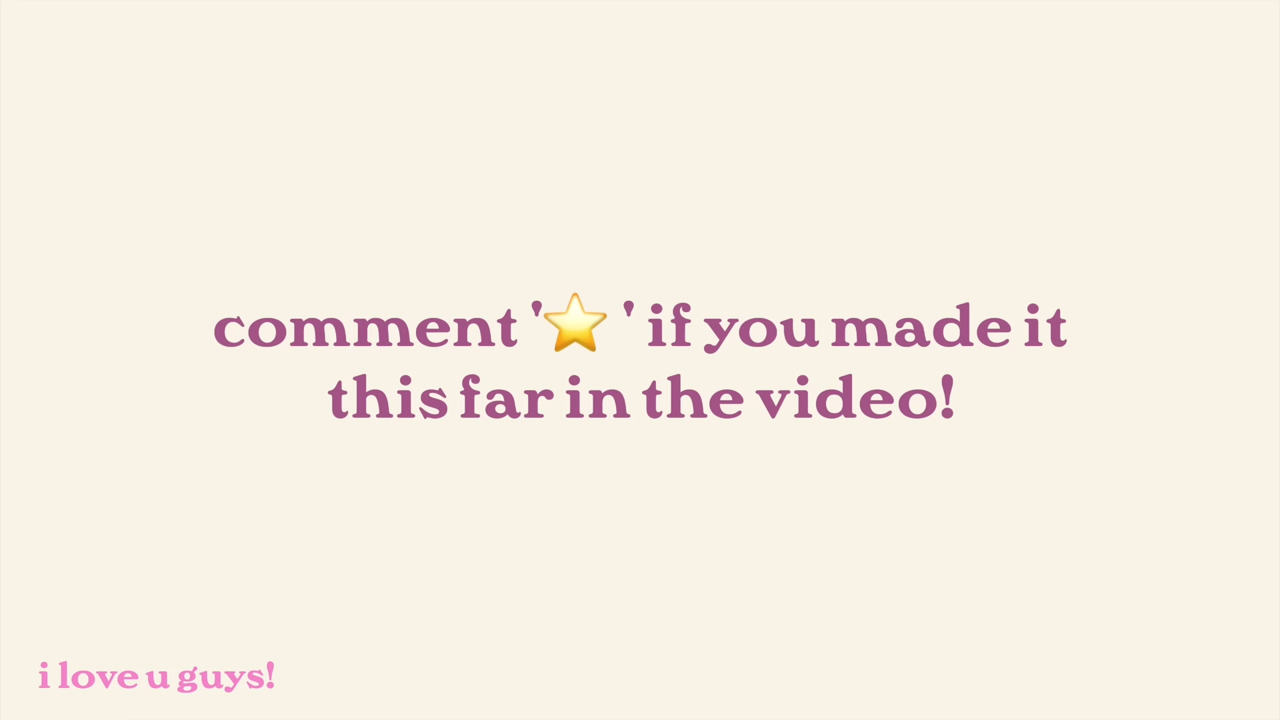 comment '⭐ ' if you made it
this far in the video!
i love u guys!